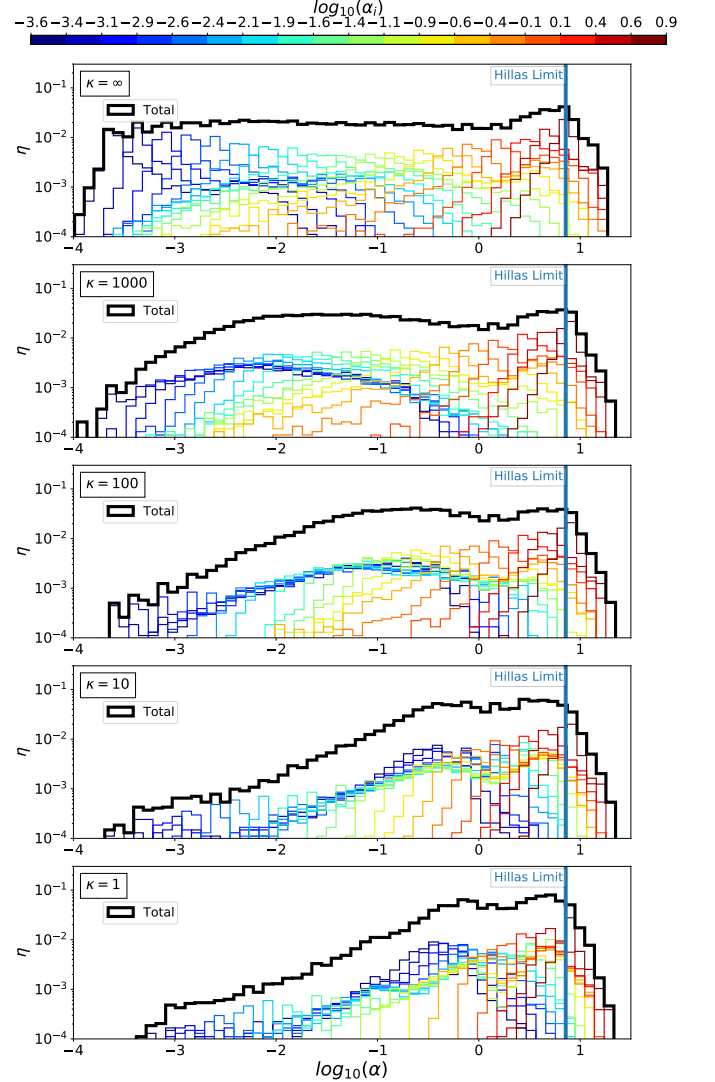 log₁₀(αᵢ)
−3.6 −3.4 −3.1 −2.9 −2.6 −2.4 −2.1 −1.9 −1.6 −1.4 −1.1 −0.9 −0.6 −0.4 −0.1 0.1 0.4 0.6 0.9
Hillas Limit
κ = ∞
Total
10⁻¹
10⁻²
10⁻³
10⁻⁴
η
−4 −3 −2 −1 0 1
Hillas Limit
κ = 1000
Total
10⁻¹
10⁻²
10⁻³
10⁻⁴
η
−4 −3 −2 −1 0 1
Hillas Limit
κ = 100
Total
10⁻¹
10⁻²
10⁻³
10⁻⁴
η
−4 −3 −2 −1 0 1
Hillas Limit
κ = 10
Total
10⁻¹
10⁻²
10⁻³
10⁻⁴
η
−4 −3 −2 −1 0 1
Hillas Limit
κ = 1
Total
10⁻¹
10⁻²
10⁻³
10⁻⁴
η
−4 −3 −2 −1 0 1
log₁₀(α)